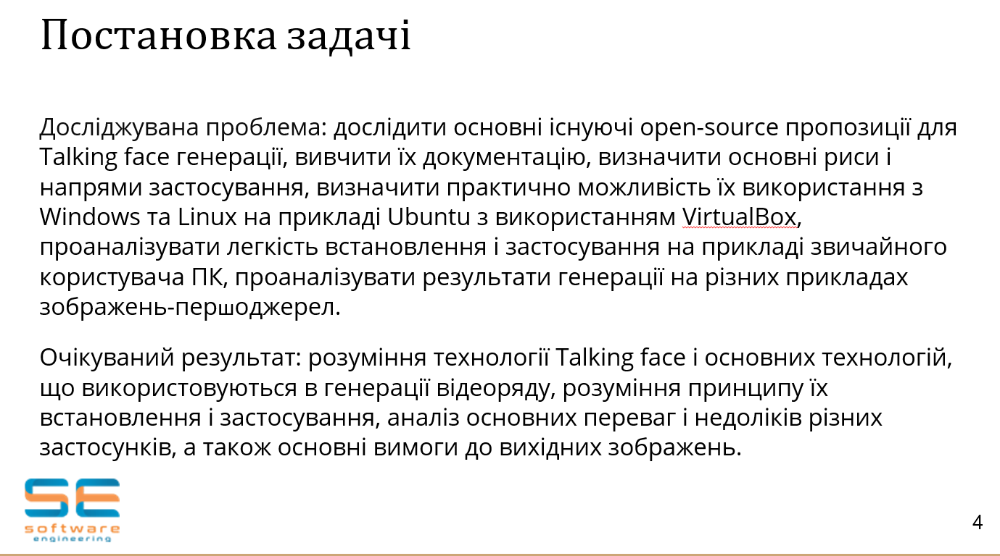 Постановка задачі
Досліджувана проблема: дослідити основні існуючі open-source пропозиції для
Talking face генерації, вивчити їх документацію, визначити основні риси і
напрями застосування, визначити практично можливість їх використання з
Windows та Linux на прикладі Ubuntu з використанням VirtualBox,
проаналізувати легкість встановлення і застосування на прикладі звичайного
користувача ПК, проаналізувати результати генерації на різних прикладах
зображень-першоджерел.
Очікуваний результат: розуміння технології Talking face і основних технологій,
що використовуються в генерації відеоряду, розуміння принципу їх
встановлення і застосування, аналіз основних переваг і недоліків різних
застосунків, а також основні вимоги до вихідних зображень.
SE
software
engineering
4